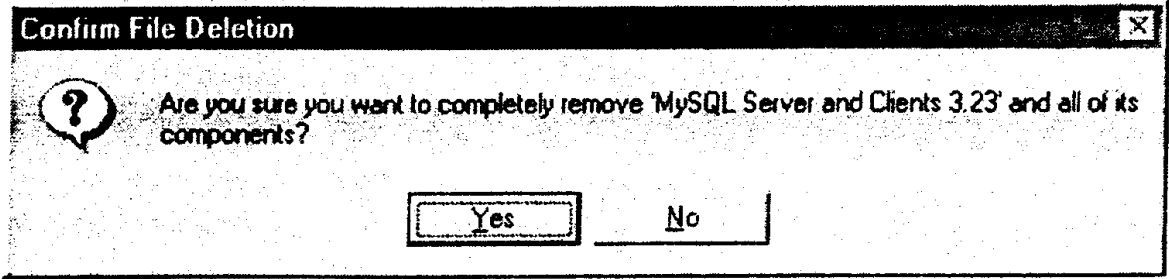 Confirm File Deletion
Are you sure you want to completely remove 'MySQL Server and Clients 3.23' and all of its
components?
Yes
No